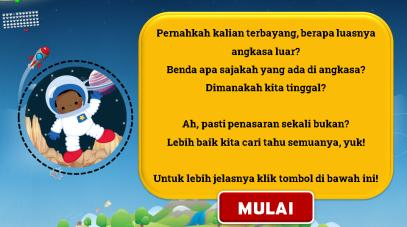 Pernahkah kalian terbayang, berapa luasnya
angkasa luar?
Benda apa sajakah yang ada di angkasa?
Dimanakah kita tinggal?
Ah, pasti penasaran sekali bukan?
Lebih baik kita cari tahu semuanya, yuk!
Untuk lebih jelasnya klik tombol di bawah ini!
MULAI